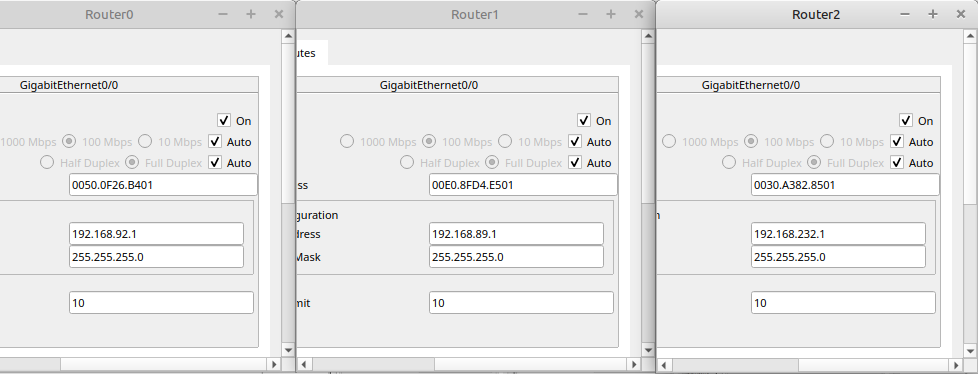 Router0
GigabitEthernet0/0
On
1000 Mbps 100 Mbps 10 Mbps Auto
Half Duplex Full Duplex Auto
0050.0F26.B401
192.168.92.1
255.255.255.0
10
Router1
utes
GigabitEthernet0/0
On
1000 Mbps 100 Mbps 10 Mbps Auto
Half Duplex Full Duplex Auto
ss 00E0.8FD4.E501
guration
dress 192.168.89.1
Mask 255.255.255.0
mit 10
Router2
GigabitEthernet0/0
On
1000 Mbps 100 Mbps 10 Mbps Auto
Half Duplex Full Duplex Auto
0030.A382.8501
n
192.168.232.1
255.255.255.0
10